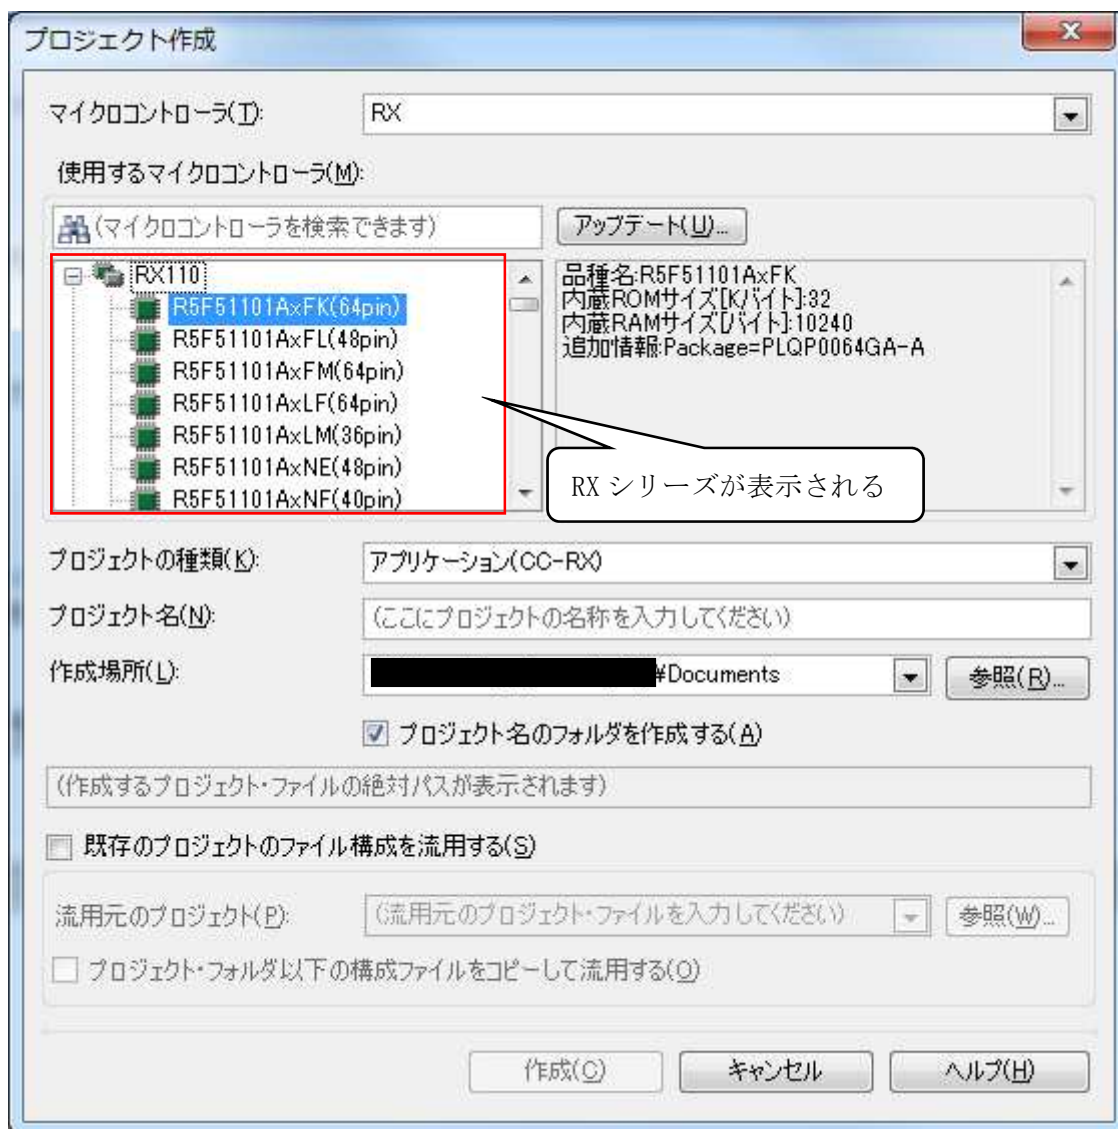 プロジェクト作成
マイクロコントローラ(T): RX
使用するマイクロコントローラ(M):
(マイクロコントローラを検索できます) アップデート(U)...
RX110
R5F51101AxFK(64pin)
R5F51101AxFL(48pin)
R5F51101AxFM(64pin)
R5F51101AxLF(64pin)
R5F51101AxLM(36pin)
R5F51101AxNE(48pin)
R5F51101AxNF(40pin)
品種名:R5F51101AxFK
内蔵ROMサイズ[Kバイト]:32
内蔵RAMサイズ[バイト]:10240
追加情報:Package=PLQP0064GA-A
RXシリーズが表示される
プロジェクトの種類(K): アプリケーション(CC-RX)
プロジェクト名(N): (ここにプロジェクトの名称を入力してください)
作成場所(L): ¥Documents 参照(R)...
プロジェクト名のフォルダを作成する(A)
(作成するプロジェクト・ファイルの絶対パスが表示されます)
既存のプロジェクトのファイル構成を流用する(S)
流用元のプロジェクト(P): (流用元のプロジェクト・ファイルを入力してください) 参照(W)...
プロジェクト・フォルダ以下の構成ファイルをコピーして流用する(O)
作成(C) キャンセル ヘルプ(H)